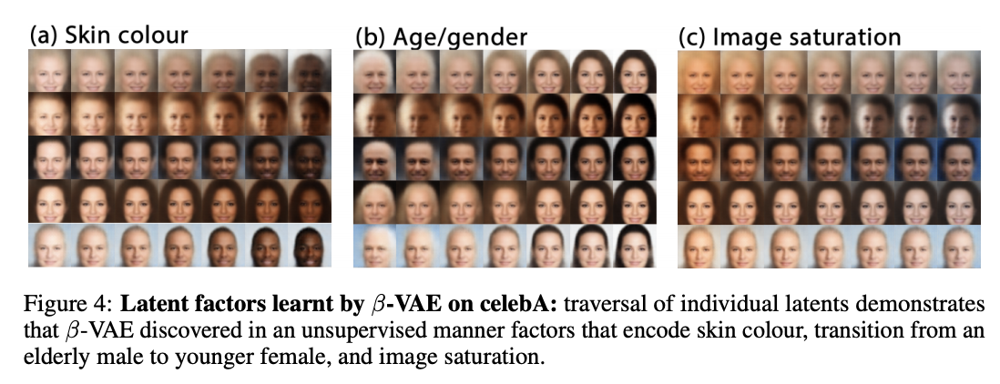 (a) Skin colour
(b) Age/gender
(c) Image saturation
Figure 4: Latent factors learnt by β-VAE on celebA: traversal of individual latents demonstrates
that β-VAE discovered in an unsupervised manner factors that encode skin colour, transition from an
elderly male to younger female, and image saturation.